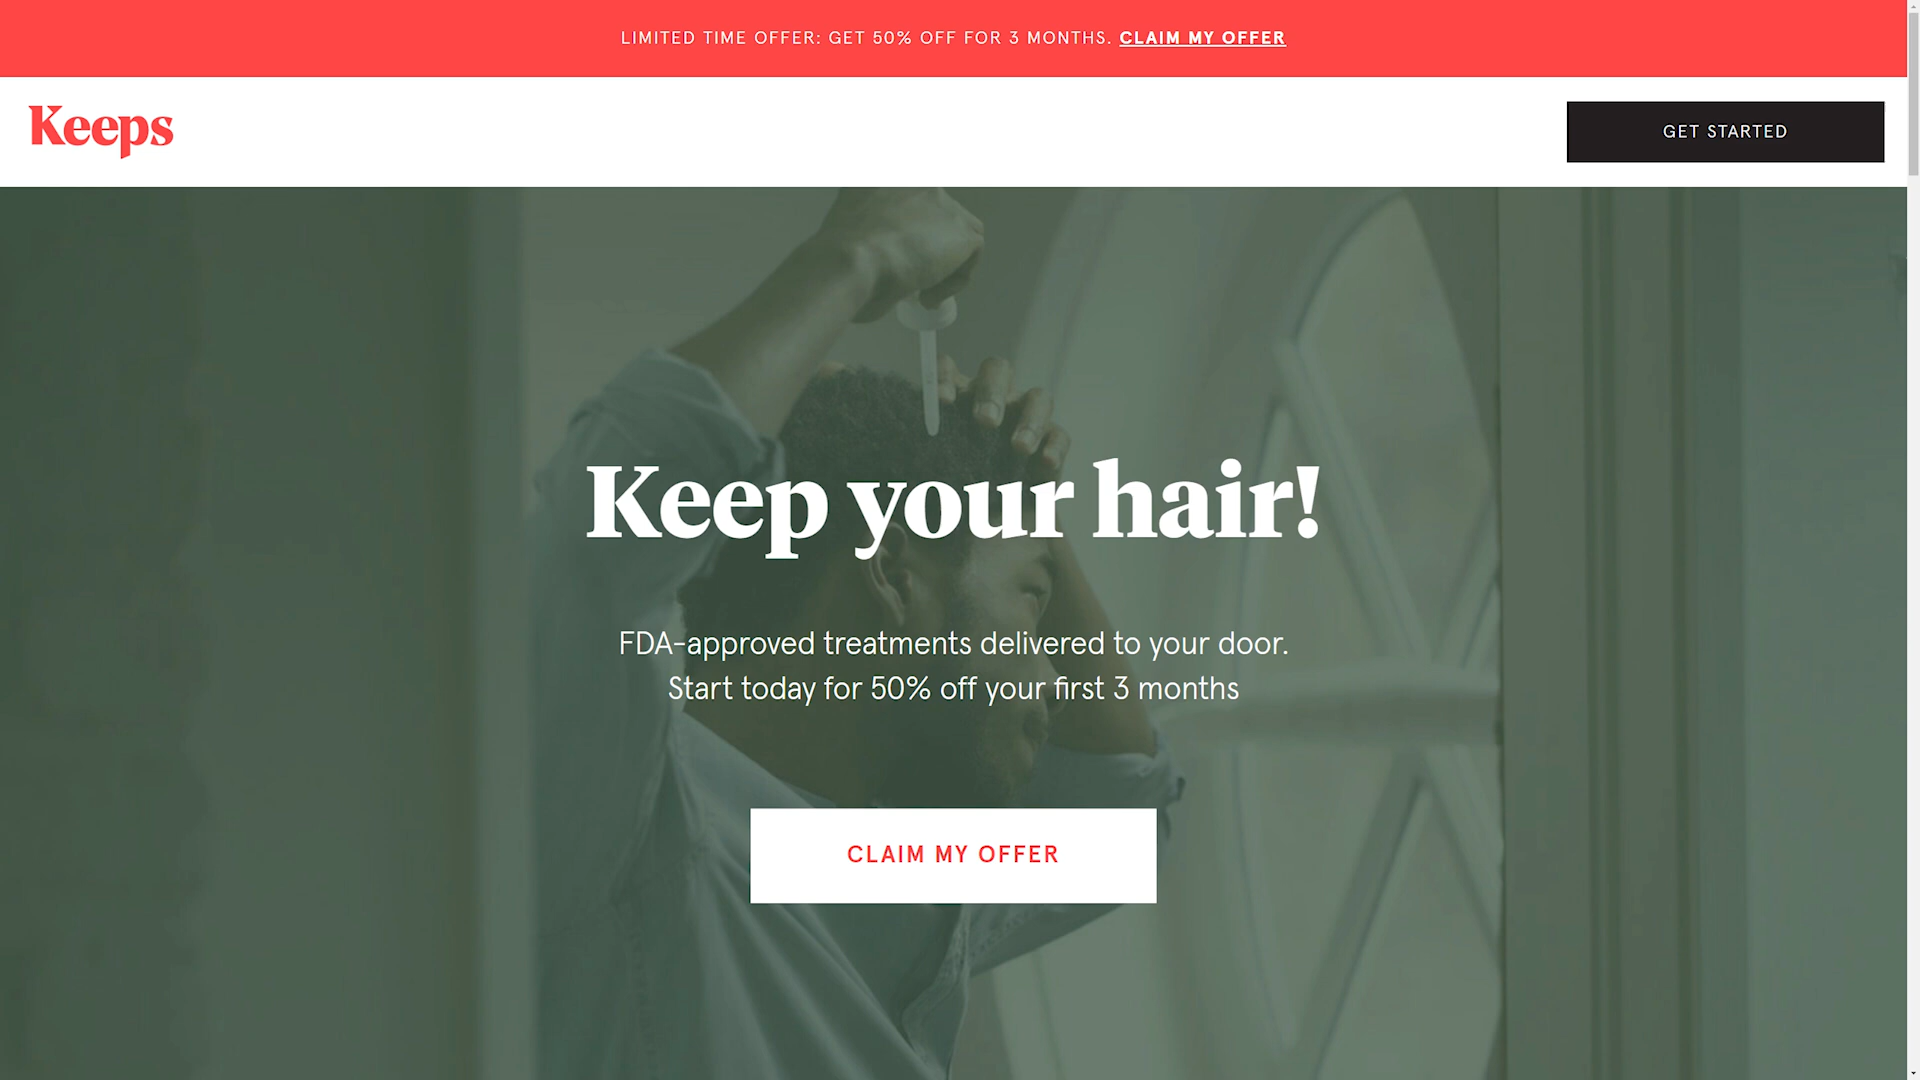 LIMITED TIME OFFER: GET 50% OFF FOR 3 MONTHS. CLAIM MY OFFER
Keeps
GET STARTED
Keep your hair!
FDA-approved treatments delivered to your door.
Start today for 50% off your first 3 months
CLAIM MY OFFER